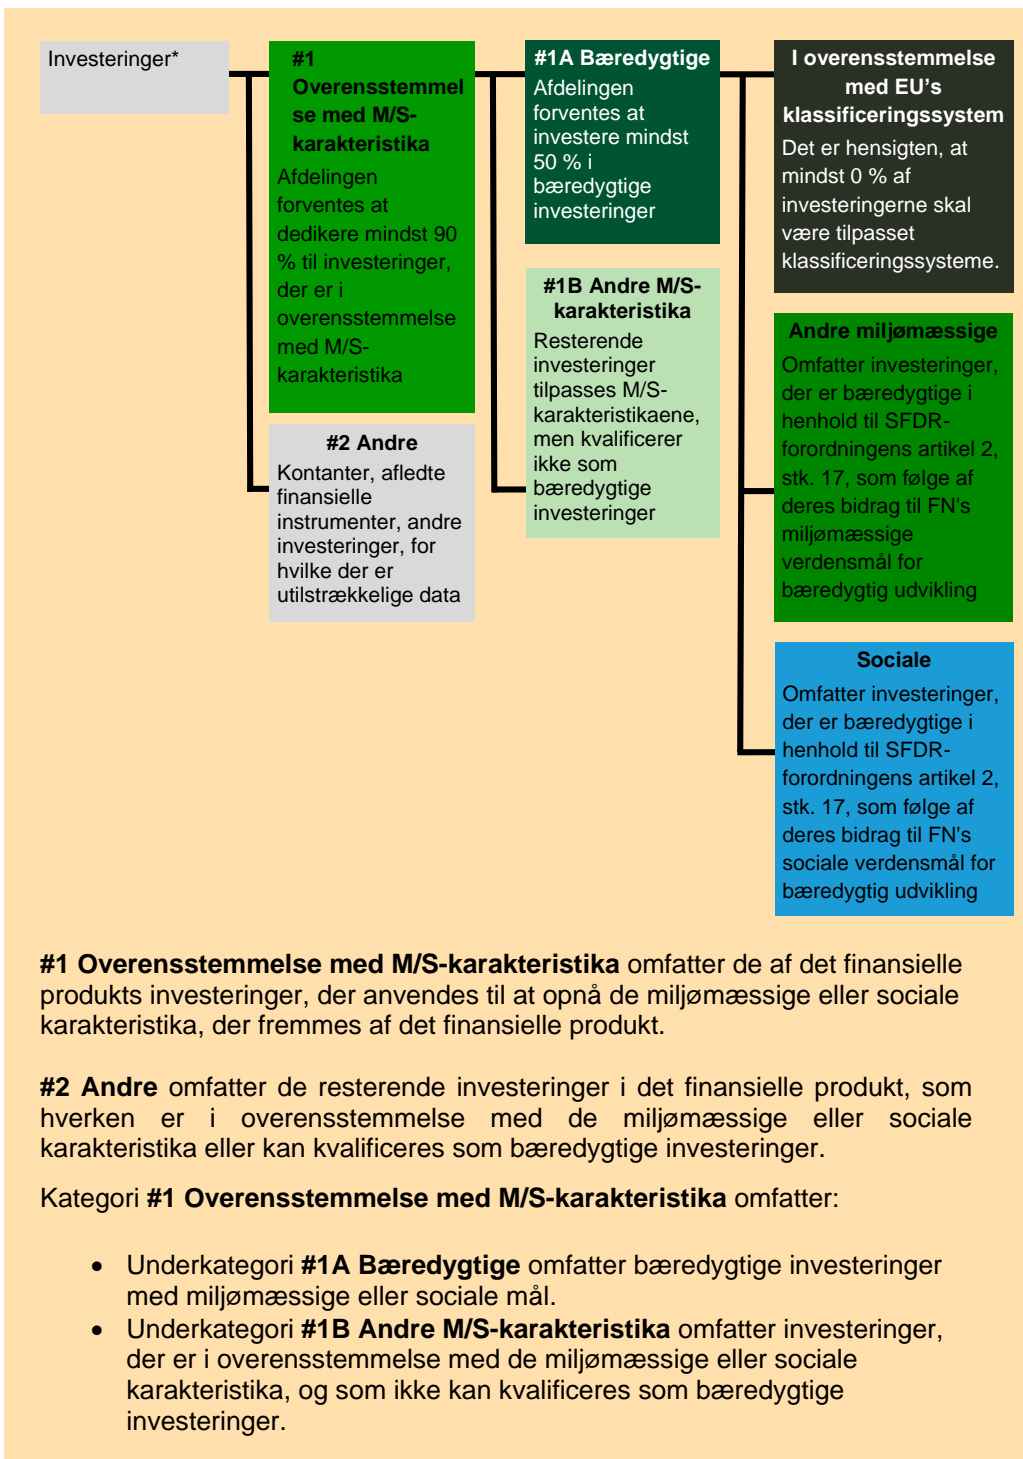 Investeringer*
#1
Overensstemmel
se med M/S-
karakteristika
Afdelingen
forventes at
dedikere mindst 90
% til investeringer,
der er i
overensstemmelse
med M/S-
karakteristika
#2 Andre
Kontanter, afledte
finansielle
instrumenter, andre
investeringer, for
hvilke der er
utilstrækkelige data
#1A Bæredygtige
Afdelingen
forventes at
investere mindst
50 % i
bæredygtige
investeringer
#1B Andre M/S-
karakteristika
Resterende
investeringer
tilpasses M/S-
karakteristikaene,
men kvalificerer
ikke som
bæredygtige
investeringer
I overensstemmelse
med EU’s
klassificeringssystem
Det er hensigten, at
mindst 0 % af
investeringerne skal
være tilpasset
klassificeringssysteme.
Andre miljømæssige
Omfatter investeringer,
der er bæredygtige i
henhold til SFDR-
forordningens artikel 2,
stk. 17, som følge af
deres bidrag til FN's
miljømæssige
verdensmål for
bæredygtig udvikling
Sociale
Omfatter investeringer,
der er bæredygtige i
henhold til SFDR-
forordningens artikel 2,
stk. 17, som følge af
deres bidrag til FN's
sociale verdensmål for
bæredygtig udvikling
#1 Overensstemmelse med M/S-karakteristika omfatter de af det finansielle
produkts investeringer, der anvendes til at opnå de miljømæssige eller sociale
karakteristika, der fremmes af det finansielle produkt.
#2 Andre omfatter de resterende investeringer i det finansielle produkt, som
hverken er i overensstemmelse med de miljømæssige eller sociale
karakteristika eller kan kvalificeres som bæredygtige investeringer.
Kategori #1 Overensstemmelse med M/S-karakteristika omfatter:
• Underkategori #1A Bæredygtige omfatter bæredygtige investeringer
med miljømæssige eller sociale mål.
• Underkategori #1B Andre M/S-karakteristika omfatter investeringer,
der er i overensstemmelse med de miljømæssige eller sociale
karakteristika, og som ikke kan kvalificeres som bæredygtige
investeringer.